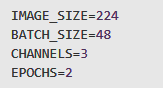 IMAGE_SIZE=224
BATCH_SIZE=48
CHANNELS=3
EPOCHS=2